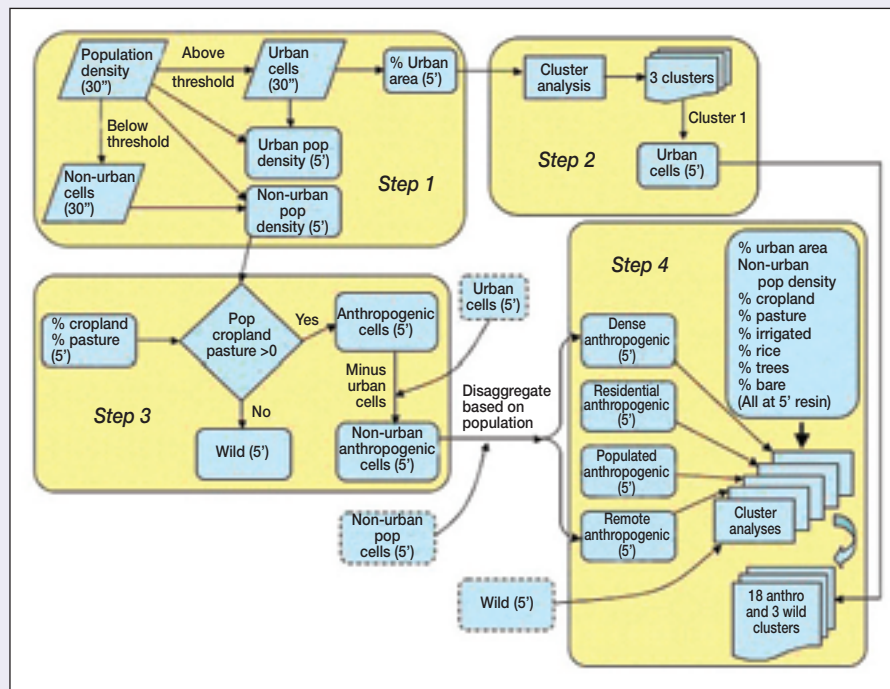 Population
density
(30”)
Above
threshold
Urban
cells
(30”)
% Urban
area (5’)
Below
threshold
Urban pop
density (5’)
Non-urban
cells
(30”)
Non-urban
pop
density (5’)
Step 1
Cluster
analysis
3 clusters
Cluster 1
Urban
cells (5’)
Step 2
% cropland
% pasture
(5’)
Pop
cropland
pasture >0
Yes
Anthropogenic
cells (5’)
Urban
cells (5’)
Minus
urban
cells
No
Wild (5’)
Non-urban
anthropogenic
cells (5’)
Step 3
Disaggregate
based on
population
Non-urban
pop
cells (5’)
Wild (5’)
Step 4
% urban area
Non-urban
pop density
% cropland
% pasture
% irrigated
% rice
% trees
% bare
(All at 5’ resin)
Dense
anthropogenic
(5’)
Residential
anthropogenic
(5’)
Populated
anthropogenic
(5’)
Remote
anthropogenic
(5’)
Cluster
analyses
18 anthro
and 3 wild
clusters